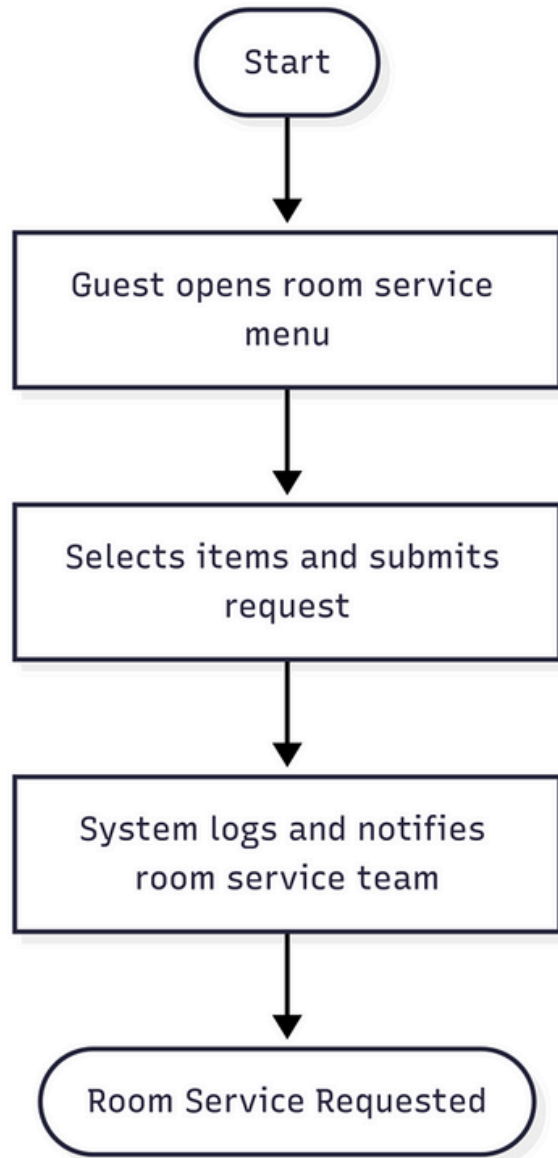 Start
Guest opens room service
menu
Selects items and submits
request
System logs and notifies
room service team
Room Service Requested